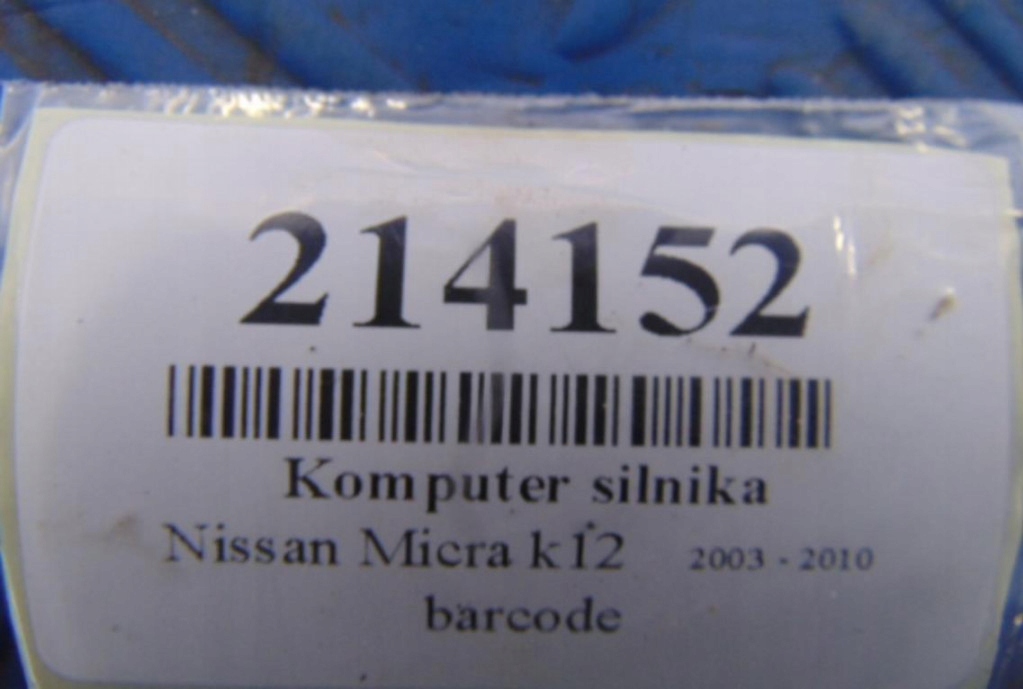 214152
Komputer silnika
Nissan Micra k12 2003 - 2010
barcode